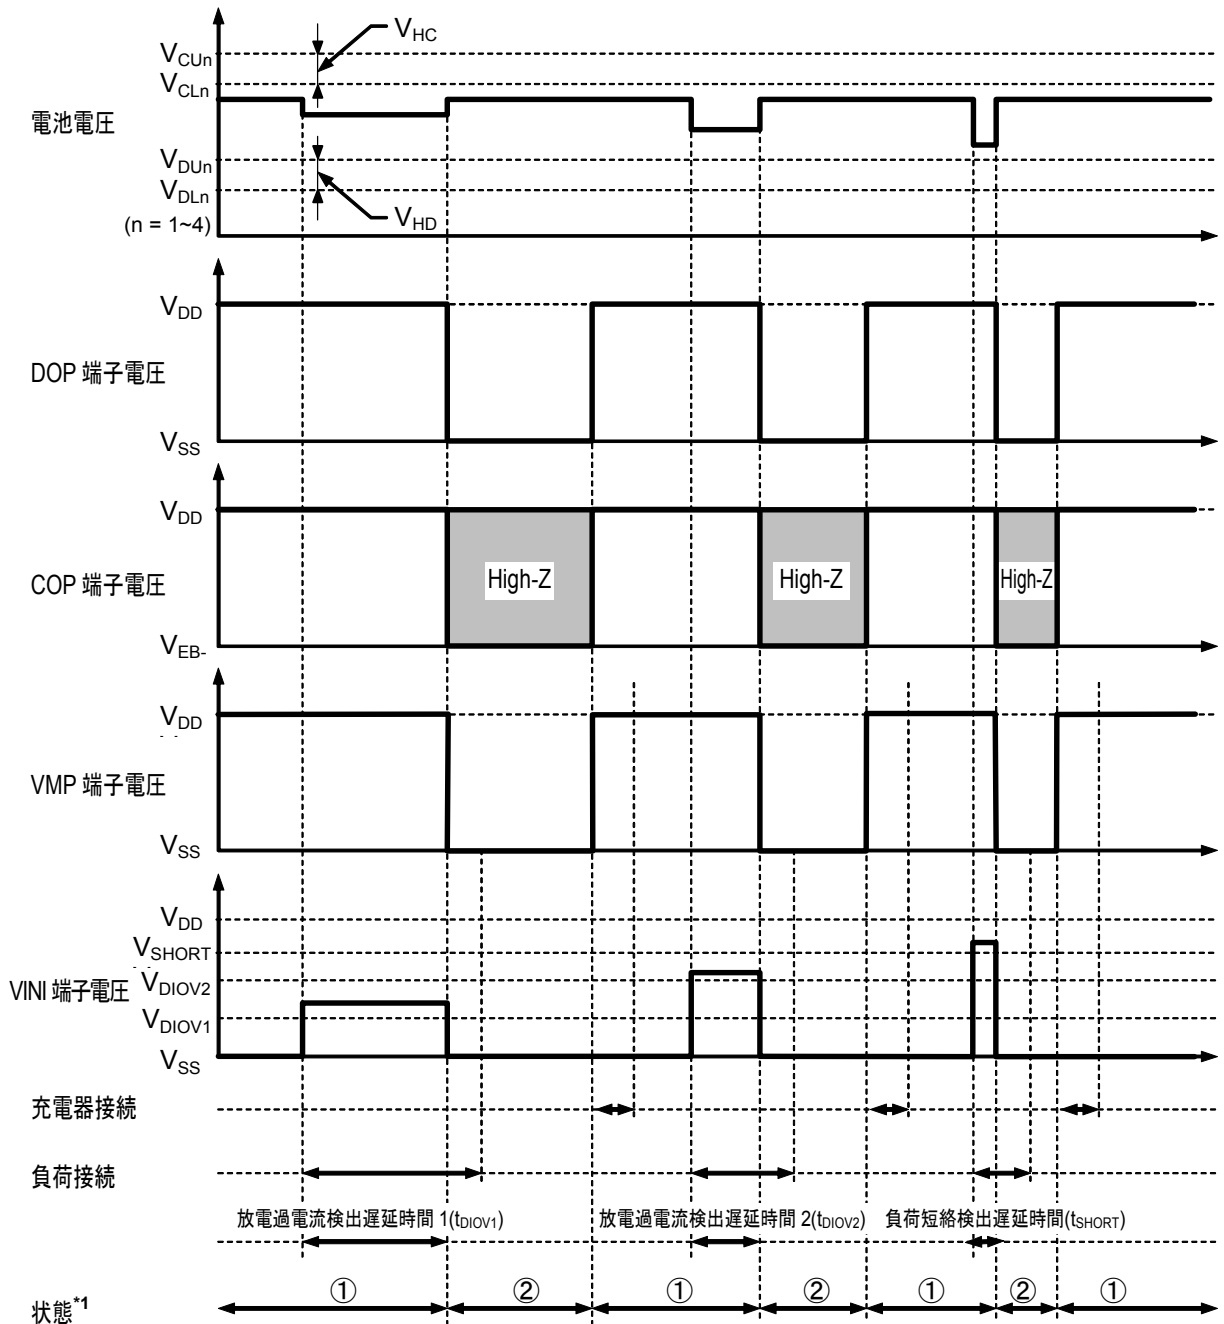 V_HC
V_CUn
V_CLn
電池電圧
V_DUn
V_DLn
(n = 1~4)
V_HD
V_DD
DOP 端子電圧
V_SS
V_DD
COP 端子電圧
High-Z
High-Z
High-Z
V_EB-
V_DD
VMP 端子電圧
V_SS
V_DD
V_SHORT
VINI 端子電圧
V_DIOV2
V_DIOV1
V_SS
充電器接続
負荷接続
放電過電流検出遅延時間 1(t_DIOV1)
放電過電流検出遅延時間 2(t_DIOV2)
負荷短絡検出遅延時間(t_SHORT)
状態*1
① ② ① ② ① ② ①